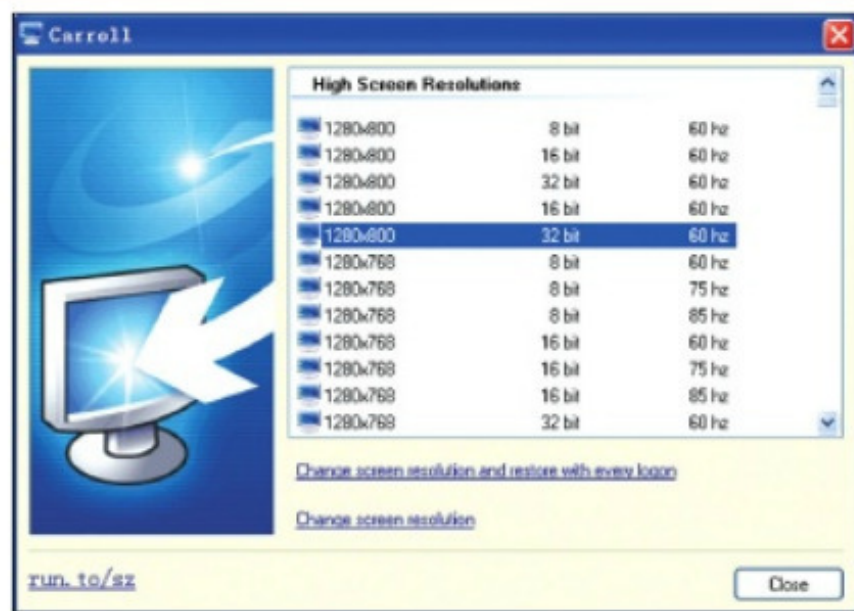 Carroll
High Screen Resolutions
1280x800 8 bit 60 hz
1280x800 16 bit 60 hz
1280x800 32 bit 60 hz
1280x800 16 bit 60 hz
1280x800 32 bit 60 hz
1280x768 8 bit 60 hz
1280x768 8 bit 75 hz
1280x768 8 bit 85 hz
1280x768 16 bit 60 hz
1280x768 16 bit 75 hz
1280x768 16 bit 85 hz
1280x768 32 bit 60 hz
Change screen resolution and restore with every logon
Change screen resolution
run.to/sz
Close